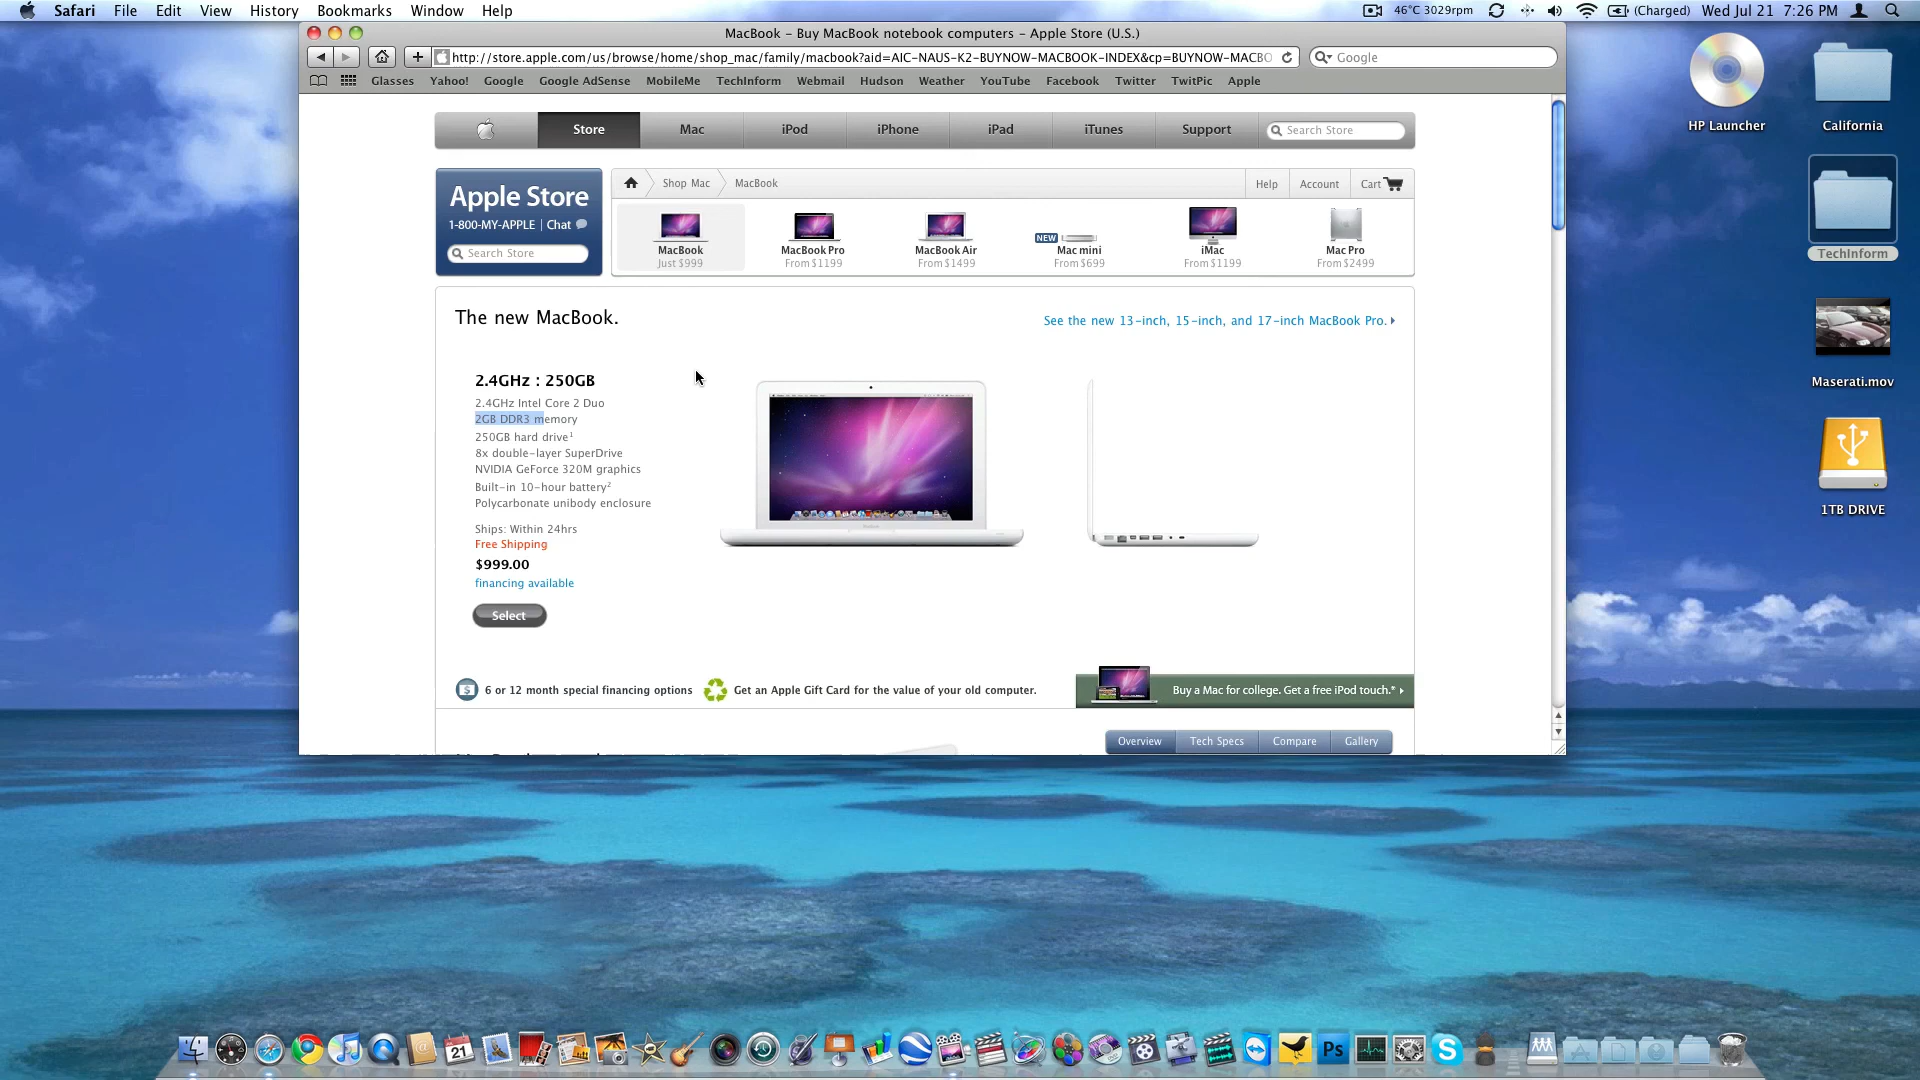 Safari File Edit View History Bookmarks Window Help
46°C 3029rpm (Charged) Wed Jul 21 7:26 PM
MacBook – Buy MacBook notebook computers – Apple Store (U.S.)
http://store.apple.com/us/browse/home/shop_mac/family/macbook?aid=AIC-NAUS-K2-BUYNOW-MACBOOK-INDEX&cp=BUYNOW-MACBO
Google
Glasses Yahoo! Google Google AdSense MobileMe TechInform Webmail Hudson Weather YouTube Facebook Twitter TwitPic Apple
Store Mac iPod iPhone iPad iTunes Support Search Store
Apple Store
1-800-MY-APPLE | Chat
Search Store
Shop Mac MacBook Help Account Cart
MacBook
Just $999
MacBook Pro
From $1199
MacBook Air
From $1499
NEW
Mac mini
From $699
iMac
From $1199
Mac Pro
From $2499
The new MacBook.
See the new 13-inch, 15-inch, and 17-inch MacBook Pro.
2.4GHz : 250GB
2.4GHz Intel Core 2 Duo
2GB DDR3 memory
250GB hard drive¹
8x double-layer SuperDrive
NVIDIA GeForce 320M graphics
Built-in 10-hour battery²
Polycarbonate unibody enclosure
Ships: Within 24hrs
Free Shipping
$999.00
financing available
Select
6 or 12 month special financing options
Get an Apple Gift Card for the value of your old computer.
Buy a Mac for college. Get a free iPod touch.*
Overview Tech Specs Compare Gallery
HP Launcher
California
TechInform
Maserati.mov
1TB DRIVE
21
Ps